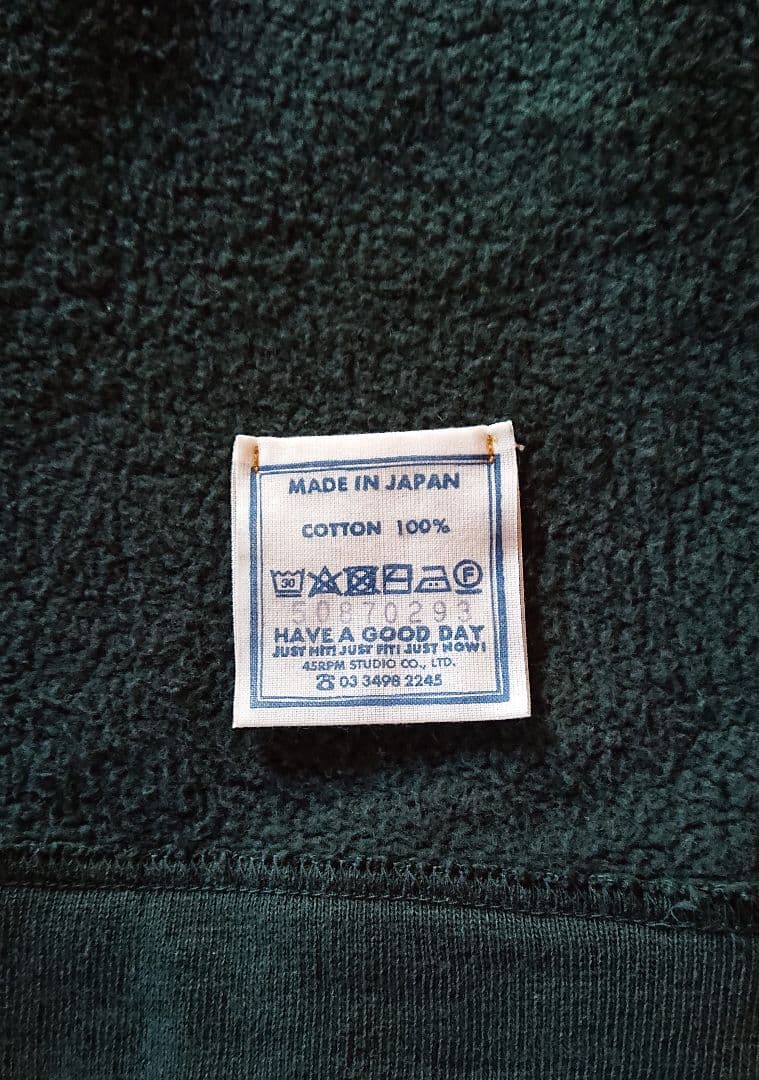 MADE IN JAPAN
COTTON 100%
30 F
50870293
HAVE A GOOD DAY
JUST HIT! JUST FIT! JUST NOW!
45RPM STUDIO CO., LTD.
☎ 03 3498 2245